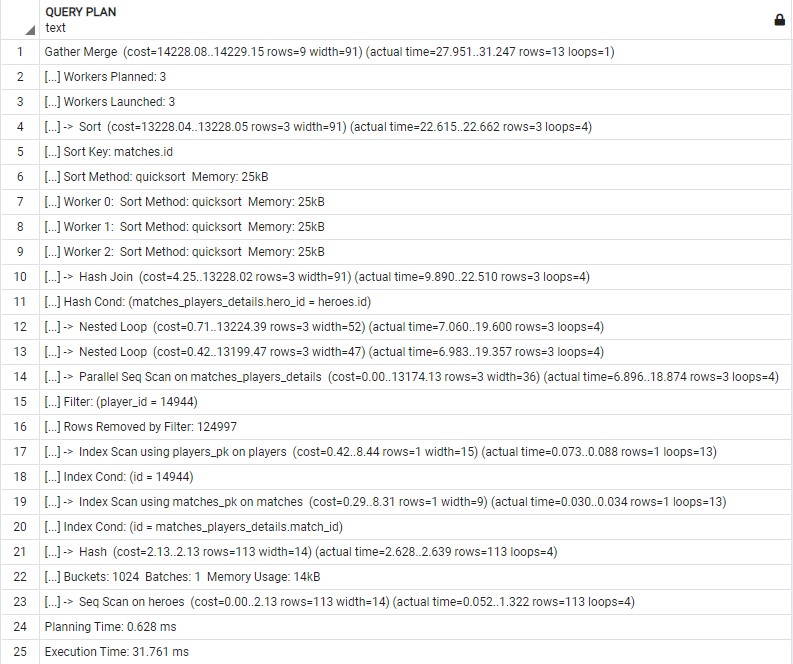 QUERY PLAN
text
1 Gather Merge (cost=14228.08..14229.15 rows=9 width=91) (actual time=27.951..31.247 rows=13 loops=1)
2 [...] Workers Planned: 3
3 [...] Workers Launched: 3
4 [...] -> Sort (cost=13228.04..13228.05 rows=3 width=91) (actual time=22.615..22.662 rows=3 loops=4)
5 [...] Sort Key: matches.id
6 [...] Sort Method: quicksort Memory: 25kB
7 [...] Worker 0: Sort Method: quicksort Memory: 25kB
8 [...] Worker 1: Sort Method: quicksort Memory: 25kB
9 [...] Worker 2: Sort Method: quicksort Memory: 25kB
10 [...] -> Hash Join (cost=4.25..13228.02 rows=3 width=91) (actual time=9.890..22.510 rows=3 loops=4)
11 [...] Hash Cond: (matches_players_details.hero_id = heroes.id)
12 [...] -> Nested Loop (cost=0.71..13224.39 rows=3 width=52) (actual time=7.060..19.600 rows=3 loops=4)
13 [...] -> Nested Loop (cost=0.42..13199.47 rows=3 width=47) (actual time=6.983..19.357 rows=3 loops=4)
14 [...] -> Parallel Seq Scan on matches_players_details (cost=0.00..13174.13 rows=3 width=36) (actual time=6.896..18.874 rows=3 loops=4)
15 [...] Filter: (player_id = 14944)
16 [...] Rows Removed by Filter: 124997
17 [...] -> Index Scan using players_pk on players (cost=0.42..8.44 rows=1 width=15) (actual time=0.073..0.088 rows=1 loops=13)
18 [...] Index Cond: (id = 14944)
19 [...] -> Index Scan using matches_pk on matches (cost=0.29..8.31 rows=1 width=9) (actual time=0.030..0.034 rows=1 loops=13)
20 [...] Index Cond: (id = matches_players_details.match_id)
21 [...] -> Hash (cost=2.13..2.13 rows=113 width=14) (actual time=2.628..2.639 rows=113 loops=4)
22 [...] Buckets: 1024 Batches: 1 Memory Usage: 14kB
23 [...] -> Seq Scan on heroes (cost=0.00..2.13 rows=113 width=14) (actual time=0.052..1.322 rows=113 loops=4)
24 Planning Time: 0.628 ms
25 Execution Time: 31.761 ms